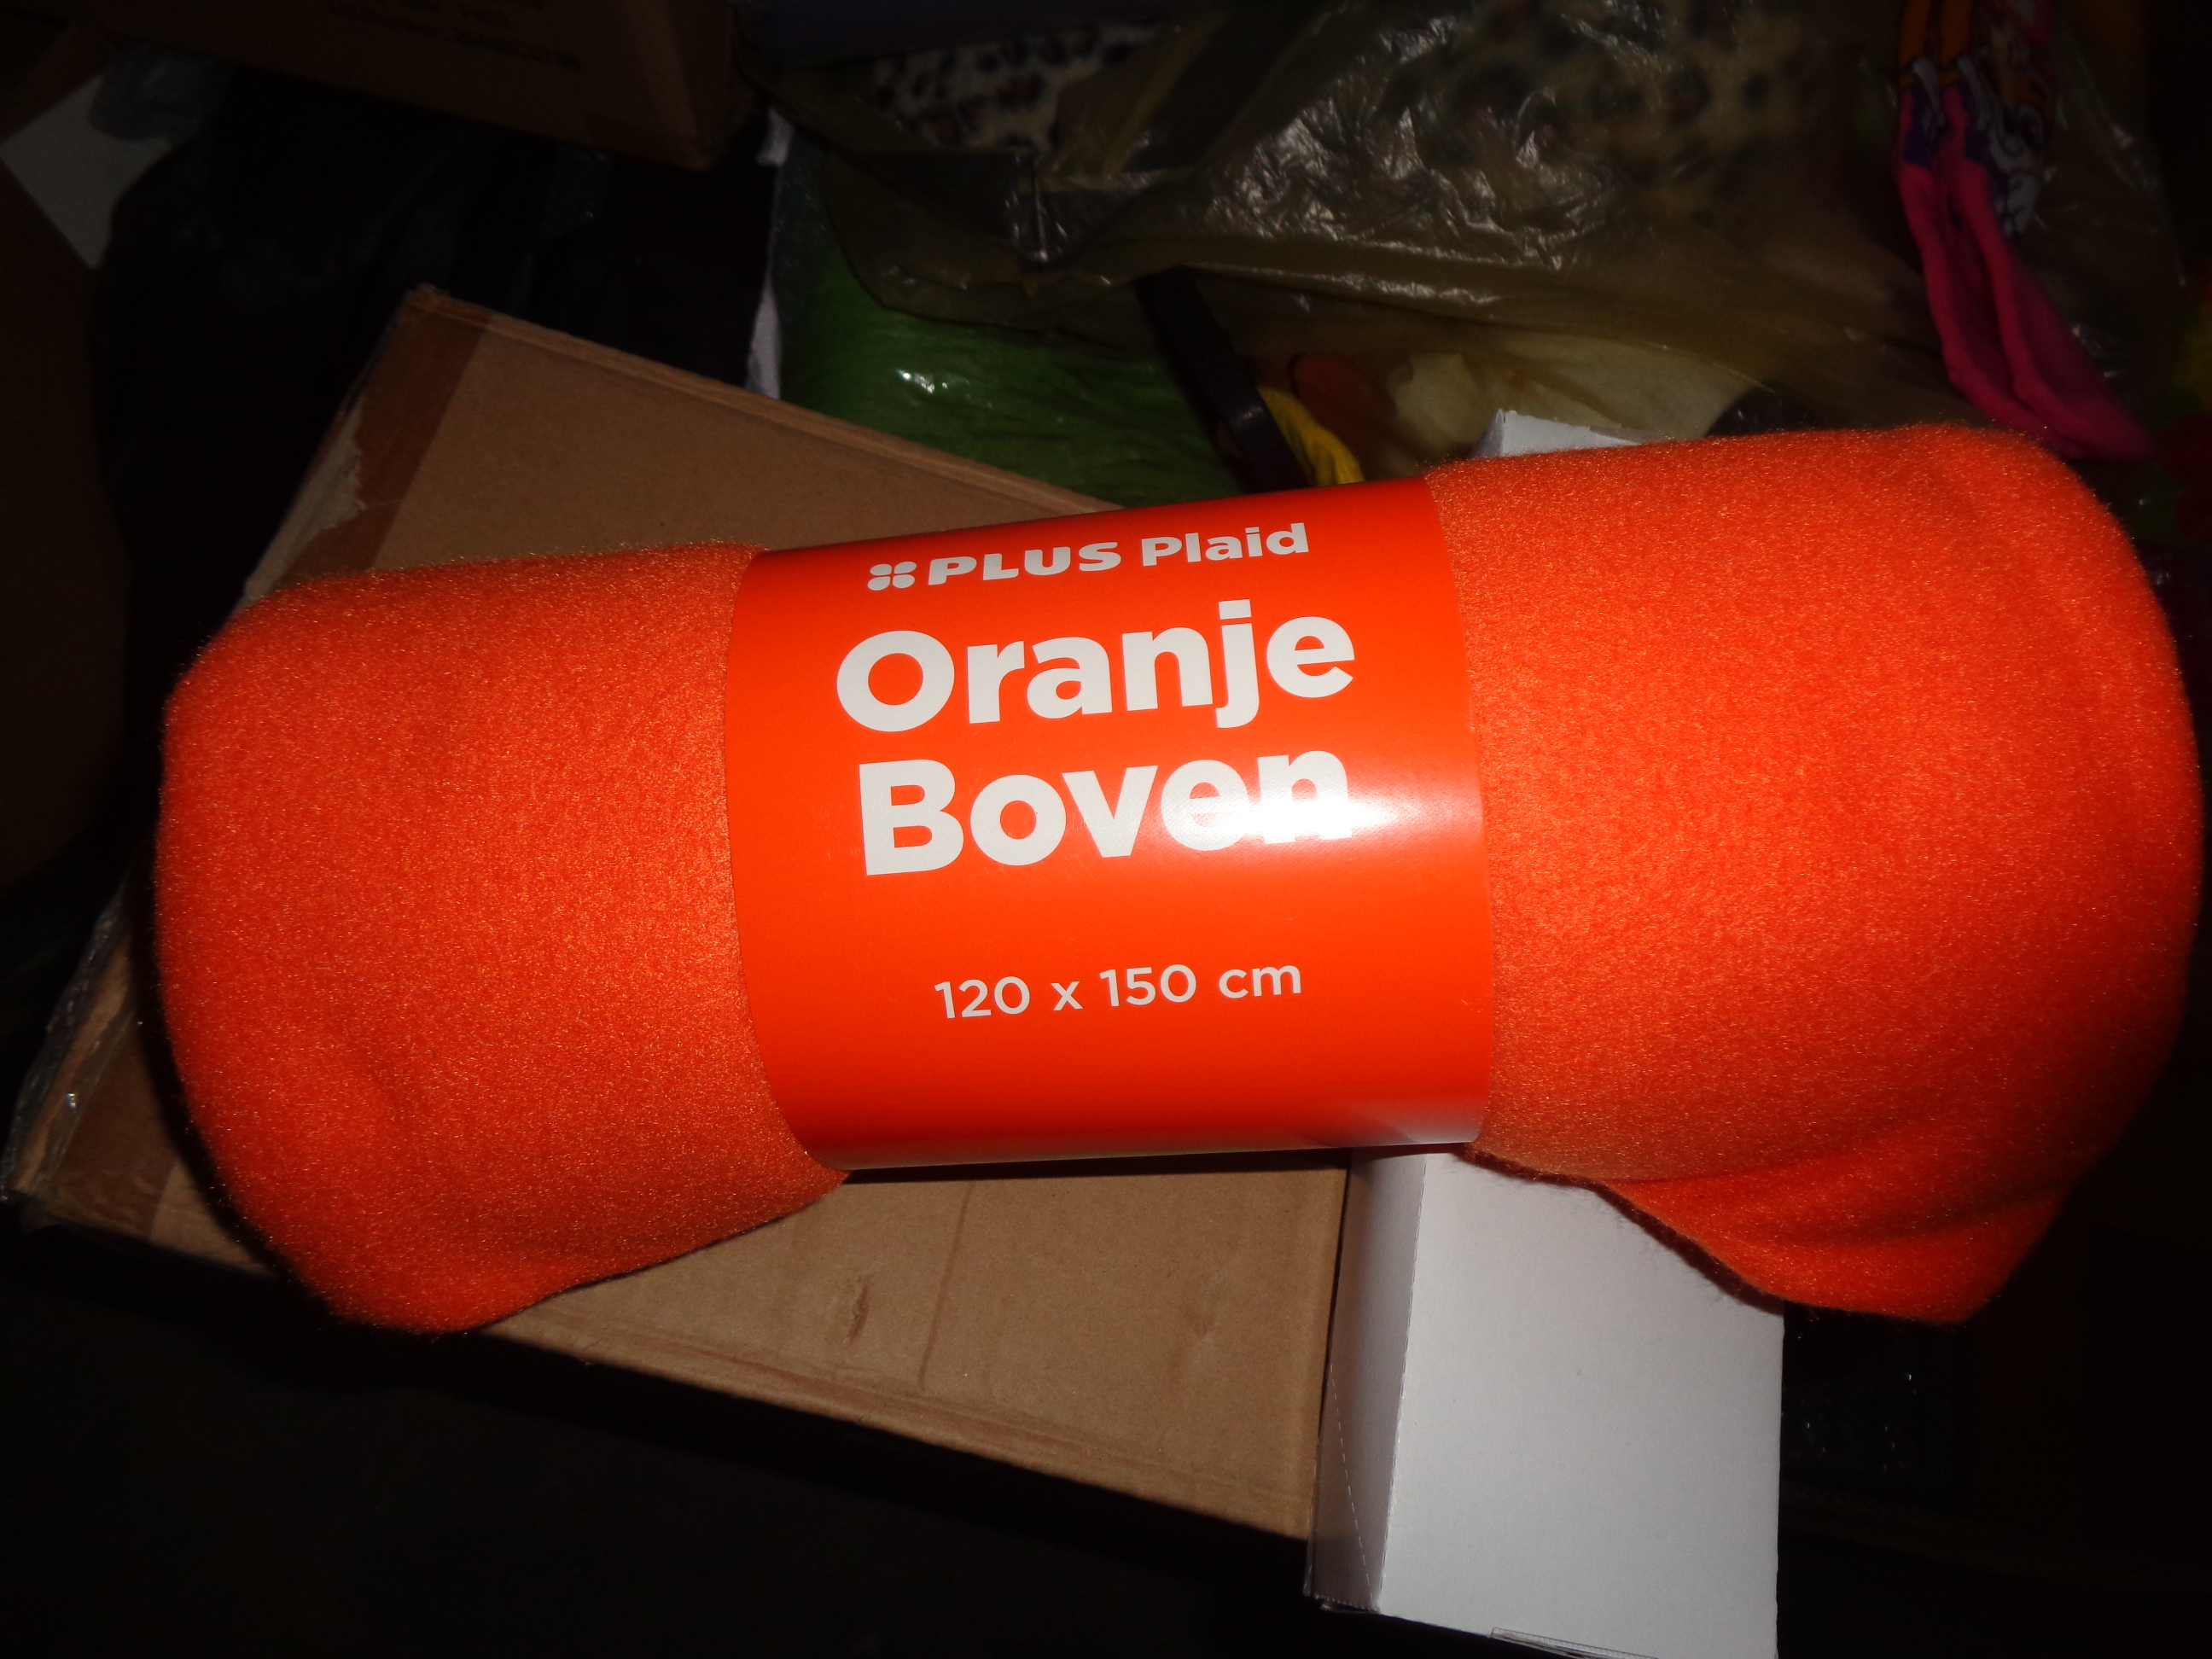 PLUS Plaid
Oranje
Boven
120 x 150 cm